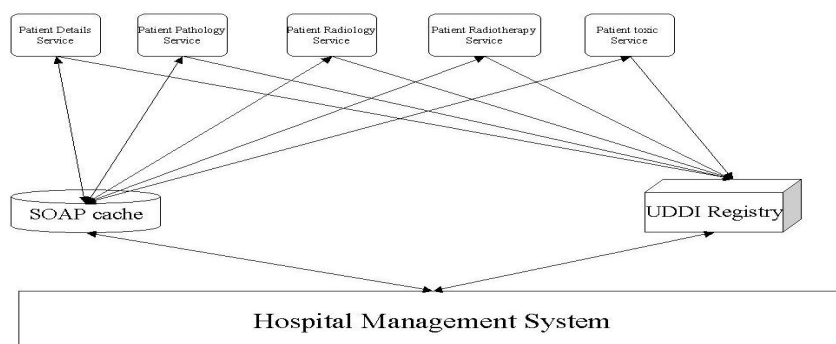 Patient Details
Service
Patient Pathology
Service
Patient Radiology
Service
Patient Radiotherapy
Service
Patient toxic
Service
SOAP cache
UDDI Registry
Hospital Management System